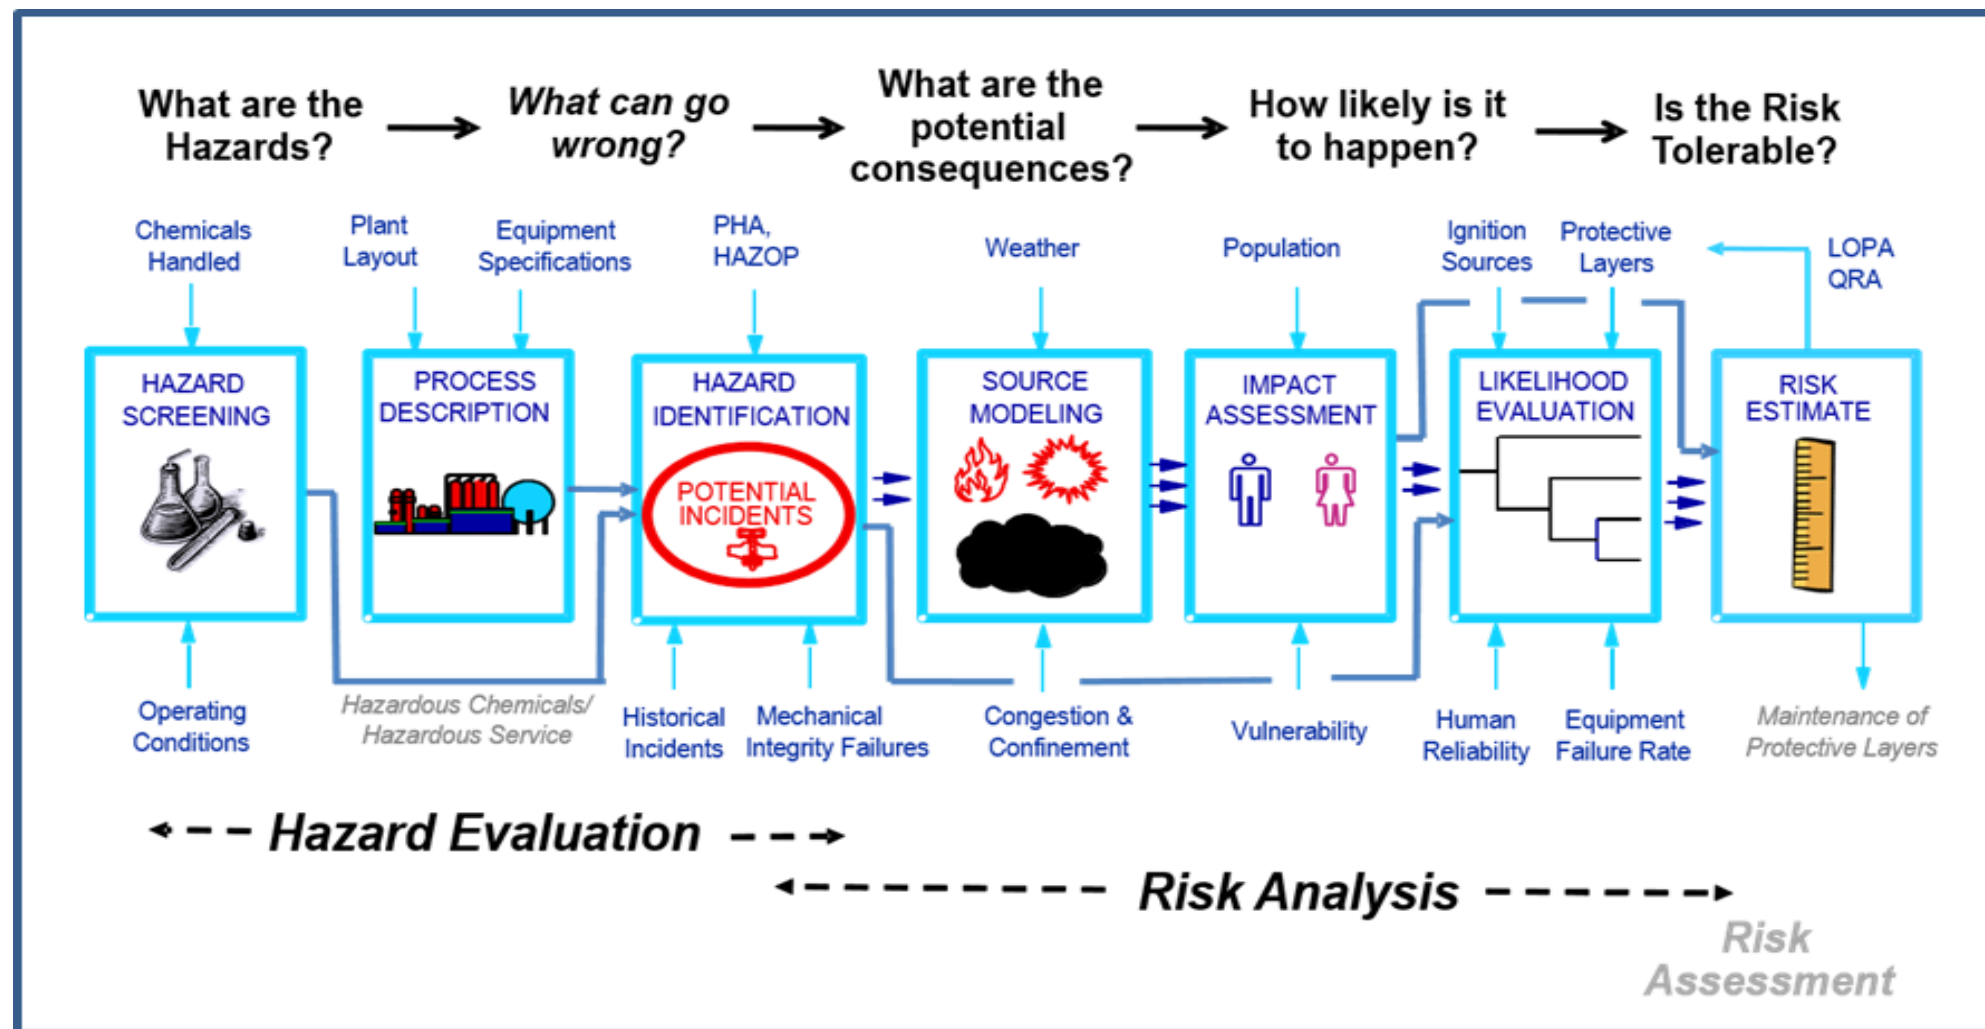 What are the
Hazards?
What can go
wrong?
What are the
potential
consequences?
How likely is it
to happen?
Is the Risk
Tolerable?
Chemicals
Handled
Plant
Layout
Equipment
Specifications
PHA,
HAZOP
Weather
Population
Ignition
Sources
Protective
Layers
LOPA
QRA
HAZARD
SCREENING
PROCESS
DESCRIPTION
HAZARD
IDENTIFICATION
POTENTIAL
INCIDENTS
SOURCE
MODELING
IMPACT
ASSESSMENT
LIKELIHOOD
EVALUATION
RISK
ESTIMATE
Operating
Conditions
Hazardous Chemicals/
Hazardous Service
Historical
Incidents
Mechanical
Integrity Failures
Congestion &
Confinement
Vulnerability
Human
Reliability
Equipment
Failure Rate
Maintenance of
Protective Layers
Hazard Evaluation
Risk Analysis
Risk
Assessment